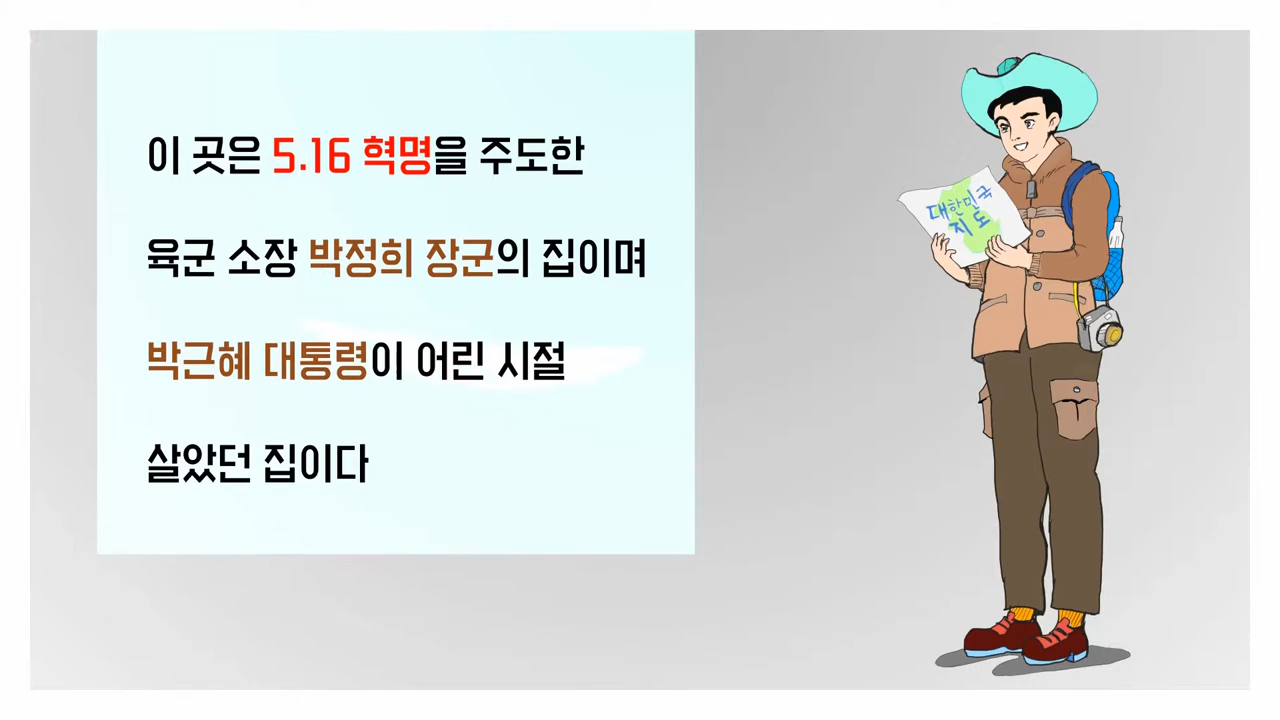 이 곳은 5.16 혁명을 주도한
육군 소장 박정희 장군의 집이며
박근혜 대통령이 어린 시절
살았던 집이다
대한민국
지도